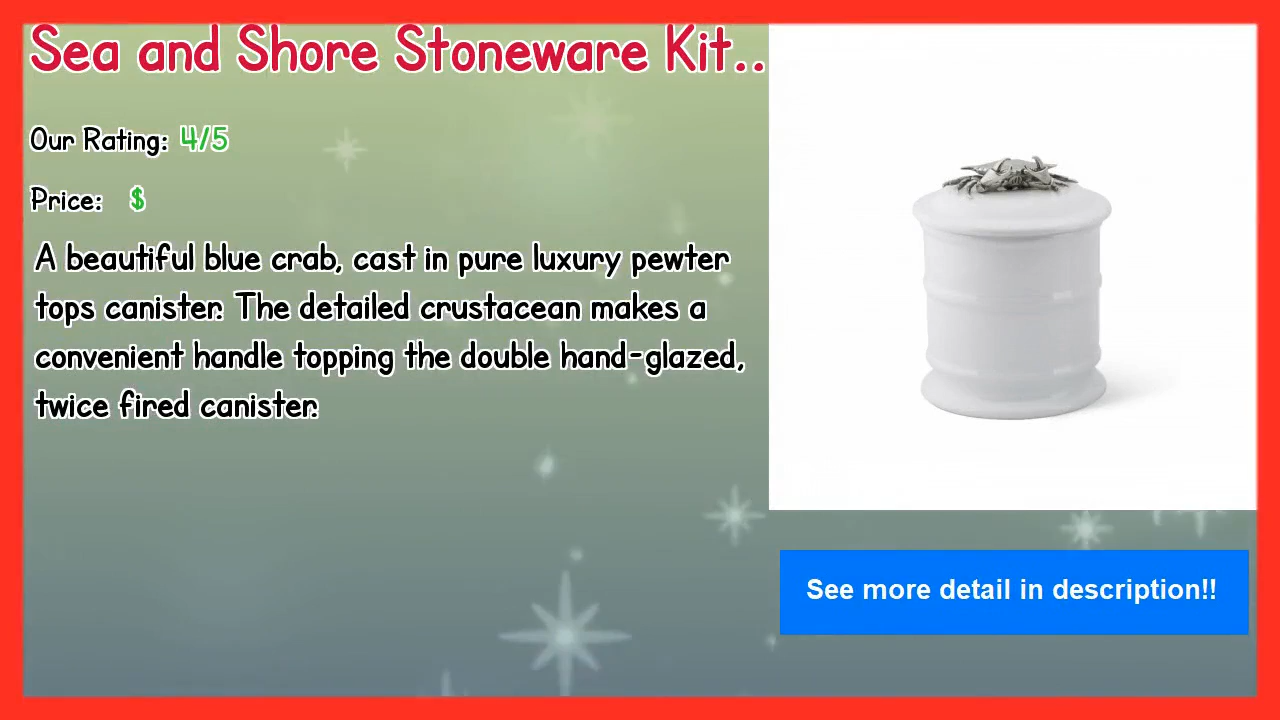 Sea and Shore Stoneware Kit..
Our Rating: 4/5
Price: $
A beautiful blue crab, cast in pure luxury pewter
tops canister. The detailed crustacean makes a
convenient handle topping the double hand-glazed,
twice fired canister.
See more detail in description!!